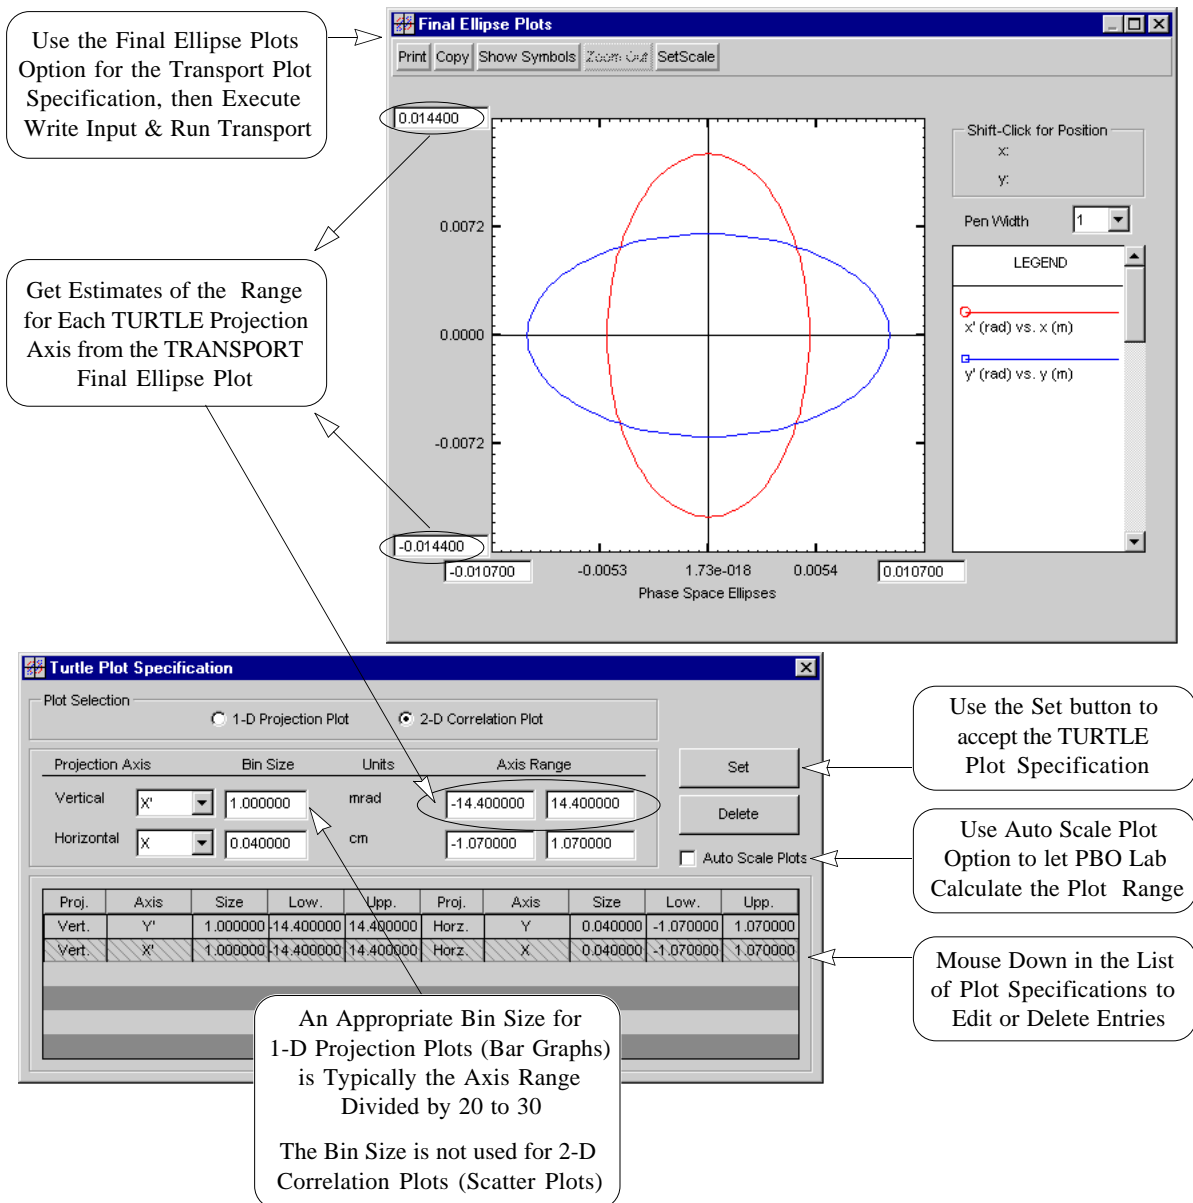 Use the Final Ellipse Plots
Option for the Transport Plot
Specification, then Execute
Write Input & Run Transport
Final Ellipse Plots
Print Copy Show Symbols Zoom Out SetScale
0.014400
0.0072
0.0000
-0.0072
-0.014400
-0.010700 -0.0053 1.73e-018 0.0054 0.010700
Phase Space Ellipses
Shift-Click for Position
x:
y:
Pen Width 1
LEGEND
x' (rad) vs. x (m)
y' (rad) vs. y (m)
Get Estimates of the Range
for Each TURTLE Projection
Axis from the TRANSPORT
Final Ellipse Plot
Turtle Plot Specification
Plot Selection
1-D Projection Plot 2-D Correlation Plot
Projection Axis Bin Size Units Axis Range
Vertical X' 1.000000 mrad -14.400000 14.400000
Horizontal X 0.040000 cm -1.070000 1.070000
Set
Delete
Auto Scale Plots
Proj. Axis Size Low. Upp. Proj. Axis Size Low. Upp.
Vert. Y' 1.000000 -14.400000 14.400000 Horz. Y 0.040000 -1.070000 1.070000
Vert. X' 1.000000 -14.400000 14.400000 Horz. X 0.040000 -1.070000 1.070000
Use the Set button to
accept the TURTLE
Plot Specification
Use Auto Scale Plot
Option to let PBO Lab
Calculate the Plot Range
Mouse Down in the List
of Plot Specifications to
Edit or Delete Entries
An Appropriate Bin Size for
1-D Projection Plots (Bar Graphs)
is Typically the Axis Range
Divided by 20 to 30
The Bin Size is not used for 2-D
Correlation Plots (Scatter Plots)